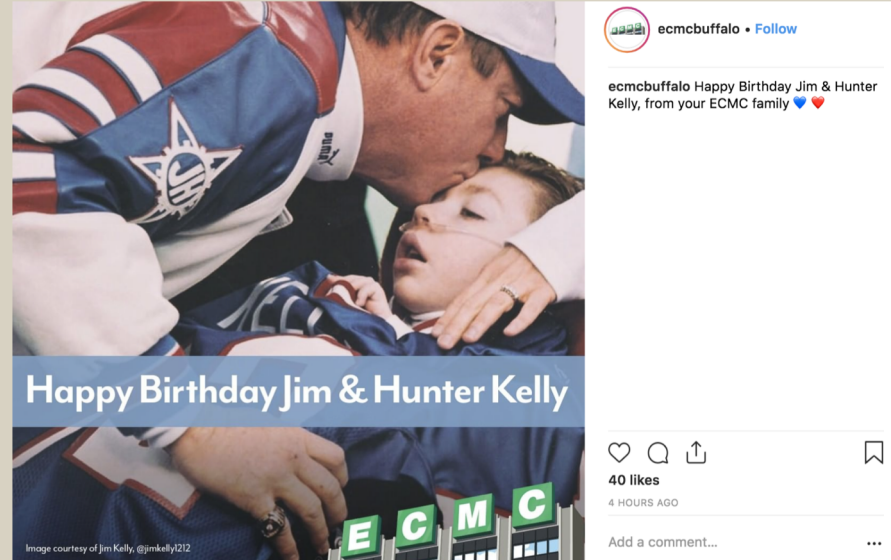 ecmcbuffalo • Follow
ecmcbuffalo Happy Birthday Jim & Hunter
Kelly, from your ECMC family 💙 ❤️
JH
PUMA
Happy Birthday Jim & Hunter Kelly
ECMC
Image courtesy of Jim Kelly, @jimkelly1212
40 likes
4 HOURS AGO
Add a comment...